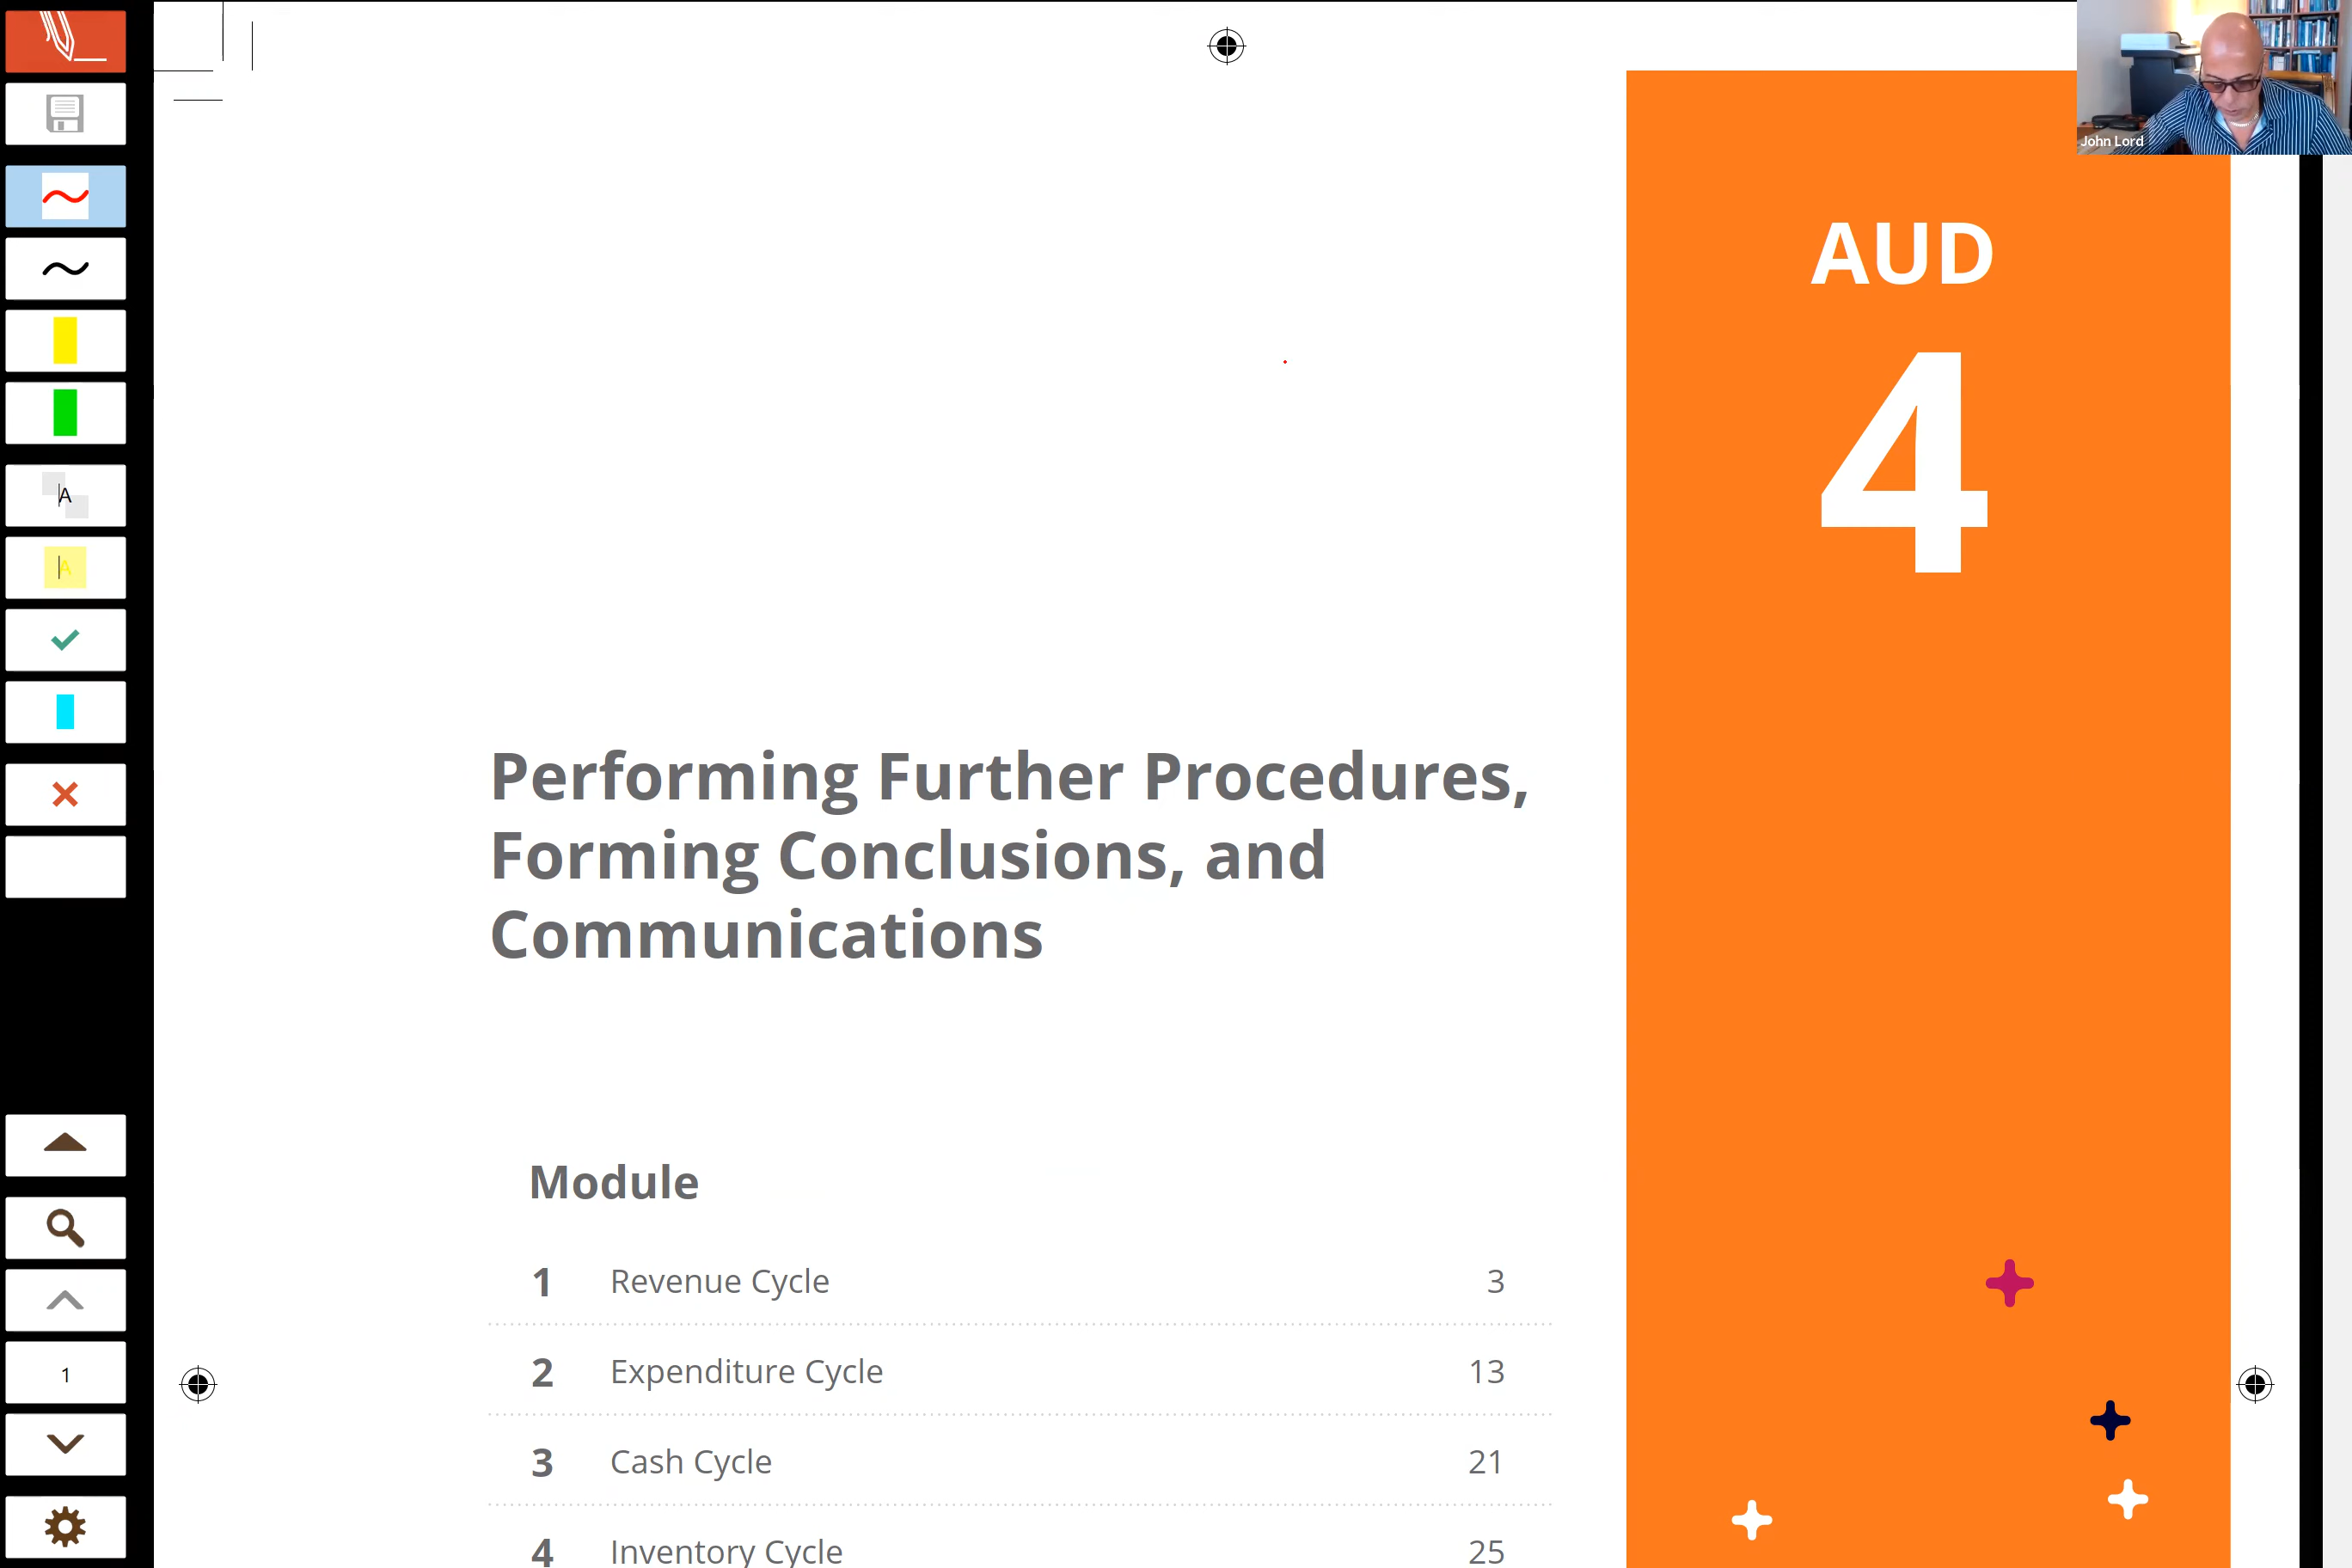 John Lord
AUD
4
A
A
Performing Further Procedures,
Forming Conclusions, and
Communications
Module
1 Revenue Cycle 3
2 Expenditure Cycle 13
3 Cash Cycle 21
4 Inventory Cycle 25
1